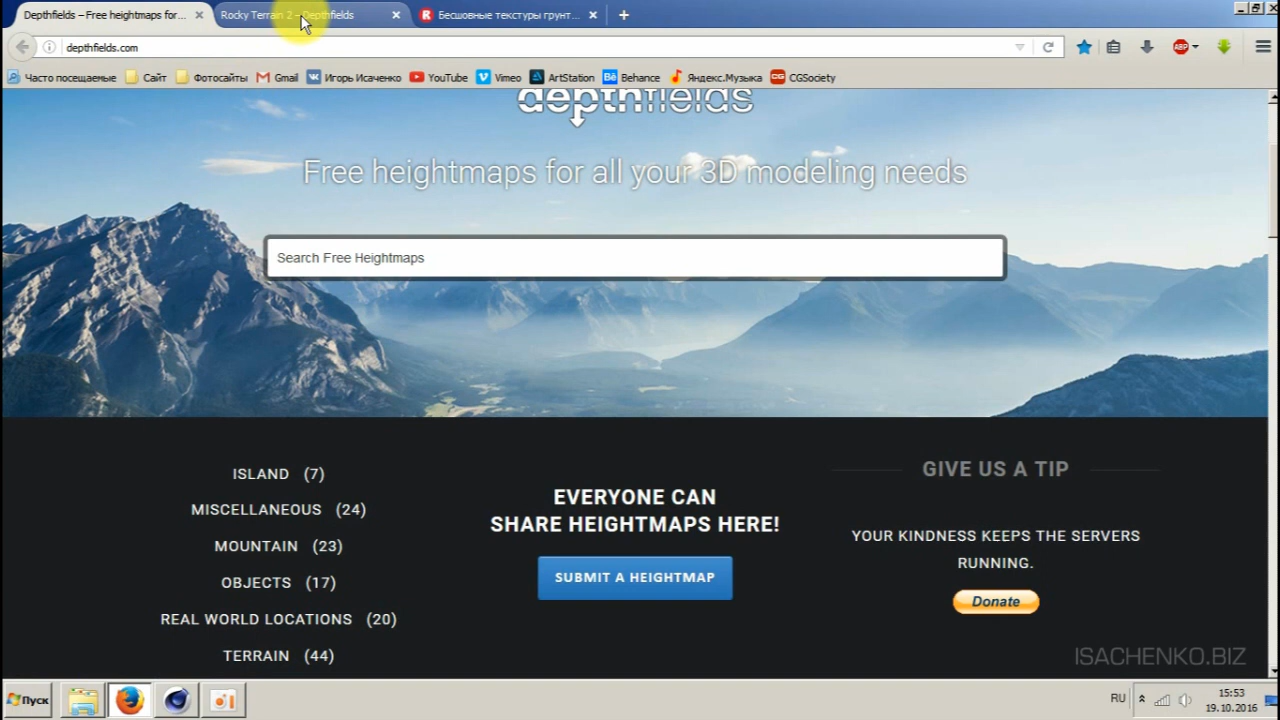 Depthfields – Free heightmaps for...
Rocky Terrain 2 – Depthfields
Бесшовные текстуры грунт...
depthfields.com
ABP
Часто посещаемые
Сайт
Фотосайты
Gmail
Игорь Исаченко
YouTube
Vimeo
ArtStation
Behance
Яндекс.Музыка
CGSociety
depthfields
Free heightmaps for all your 3D modeling needs
Search Free Heightmaps
ISLAND (7)
MISCELLANEOUS (24)
MOUNTAIN (23)
OBJECTS (17)
REAL WORLD LOCATIONS (20)
TERRAIN (44)
EVERYONE CAN
SHARE HEIGHTMAPS HERE!
SUBMIT A HEIGHTMAP
GIVE US A TIP
YOUR KINDNESS KEEPS THE SERVERS
RUNNING.
Donate
ISACHENKO.BIZ
Пуск
RU
15:53
19.10.2016